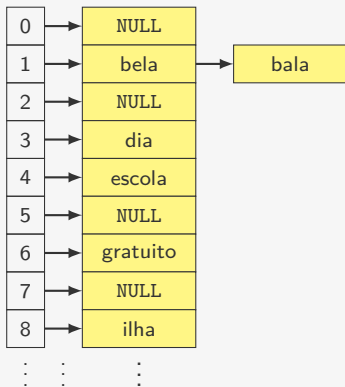 0 NULL
1 bela bala
2 NULL
3 dia
4 escola
5 NULL
6 gratuito
7 NULL
8 ilha